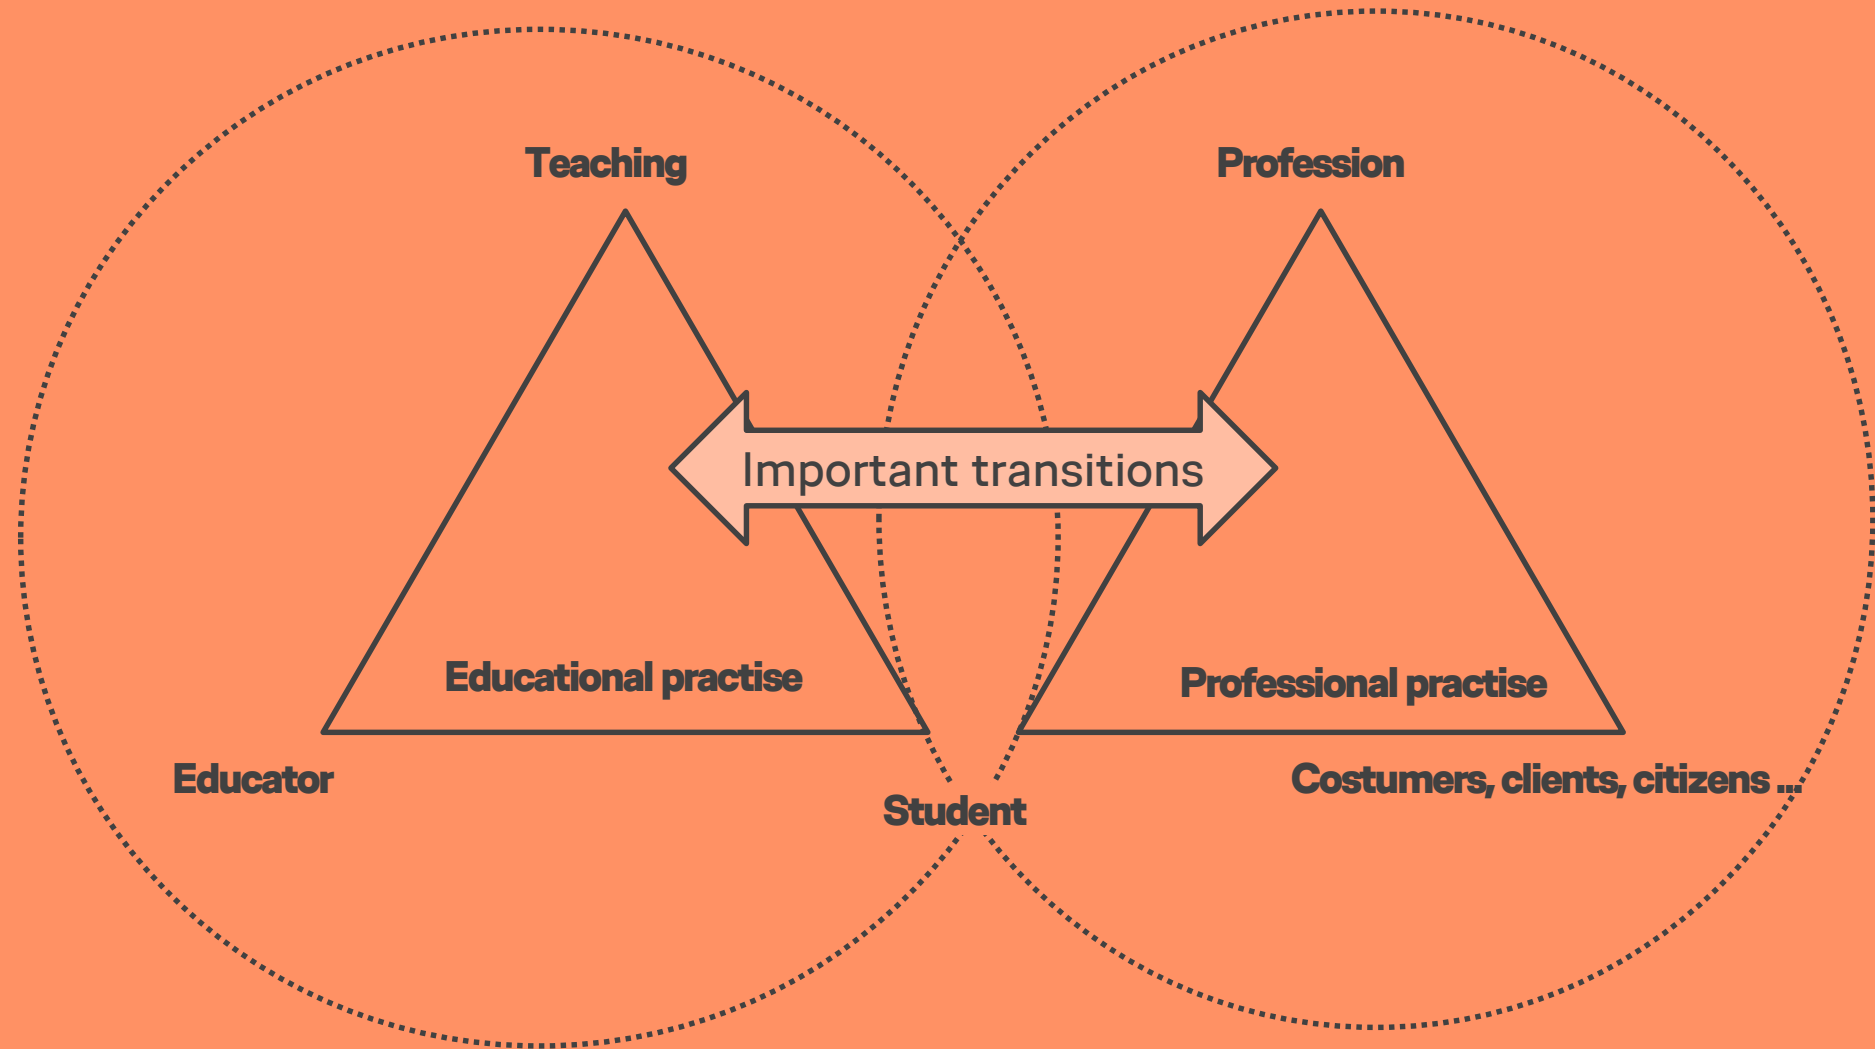 Teaching
Profession
Important transitions
Educational practise
Professional practise
Educator
Costumers, clients, citizens ...
Student